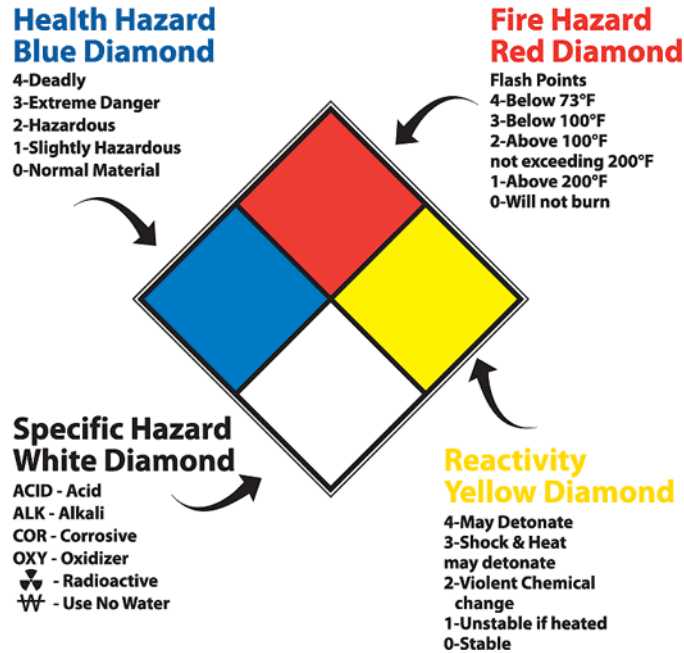 Health Hazard
Blue Diamond
4-Deadly
3-Extreme Danger
2-Hazardous
1-Slightly Hazardous
0-Normal Material
Fire Hazard
Red Diamond
Flash Points
4-Below 73°F
3-Below 100°F
2-Above 100°F
not exceeding 200°F
1-Above 200°F
0-Will not burn
Specific Hazard
White Diamond
ACID - Acid
ALK - Alkali
COR - Corrosive
OXY - Oxidizer
☢ - Radioactive
W - Use No Water
Reactivity
Yellow Diamond
4-May Detonate
3-Shock & Heat
may detonate
2-Violent Chemical
change
1-Unstable if heated
0-Stable